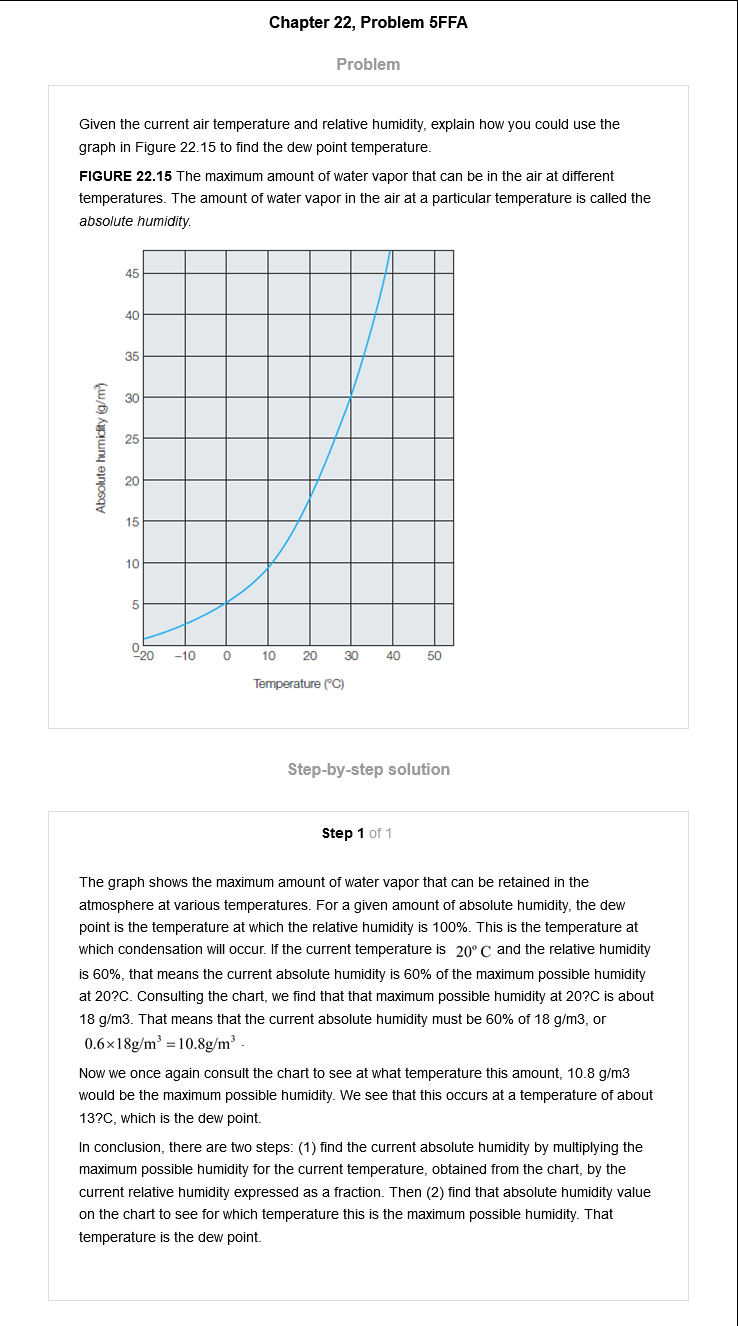 Chapter 22, Problem 5FFA
Problem
Given the current air temperature and relative humidity, explain how you could use the
graph in Figure 22.15 to find the dew point temperature.
FIGURE 22.15 The maximum amount of water vapor that can be in the air at different
temperatures. The amount of water vapor in the air at a particular temperature is called the
absolute humidity.
45
40
35
30
25
20
15
10
5
0
Absolute humidity (g/m³)
-20 -10 0 10 20 30 40 50
Temperature (°C)
Step-by-step solution
Step 1 of 1
The graph shows the maximum amount of water vapor that can be retained in the
atmosphere at various temperatures. For a given amount of absolute humidity, the dew
point is the temperature at which the relative humidity is 100%. This is the temperature at
which condensation will occur. If the current temperature is 20° C and the relative humidity
is 60%, that means the current absolute humidity is 60% of the maximum possible humidity
at 20?C. Consulting the chart, we find that that maximum possible humidity at 20?C is about
18 g/m3. That means that the current absolute humidity must be 60% of 18 g/m3, or
0.6×18g/m³ =10.8g/m³ .
Now we once again consult the chart to see at what temperature this amount, 10.8 g/m3
would be the maximum possible humidity. We see that this occurs at a temperature of about
13?C, which is the dew point.
In conclusion, there are two steps: (1) find the current absolute humidity by multiplying the
maximum possible humidity for the current temperature, obtained from the chart, by the
current relative humidity expressed as a fraction. Then (2) find that absolute humidity value
on the chart to see for which temperature this is the maximum possible humidity. That
temperature is the dew point.